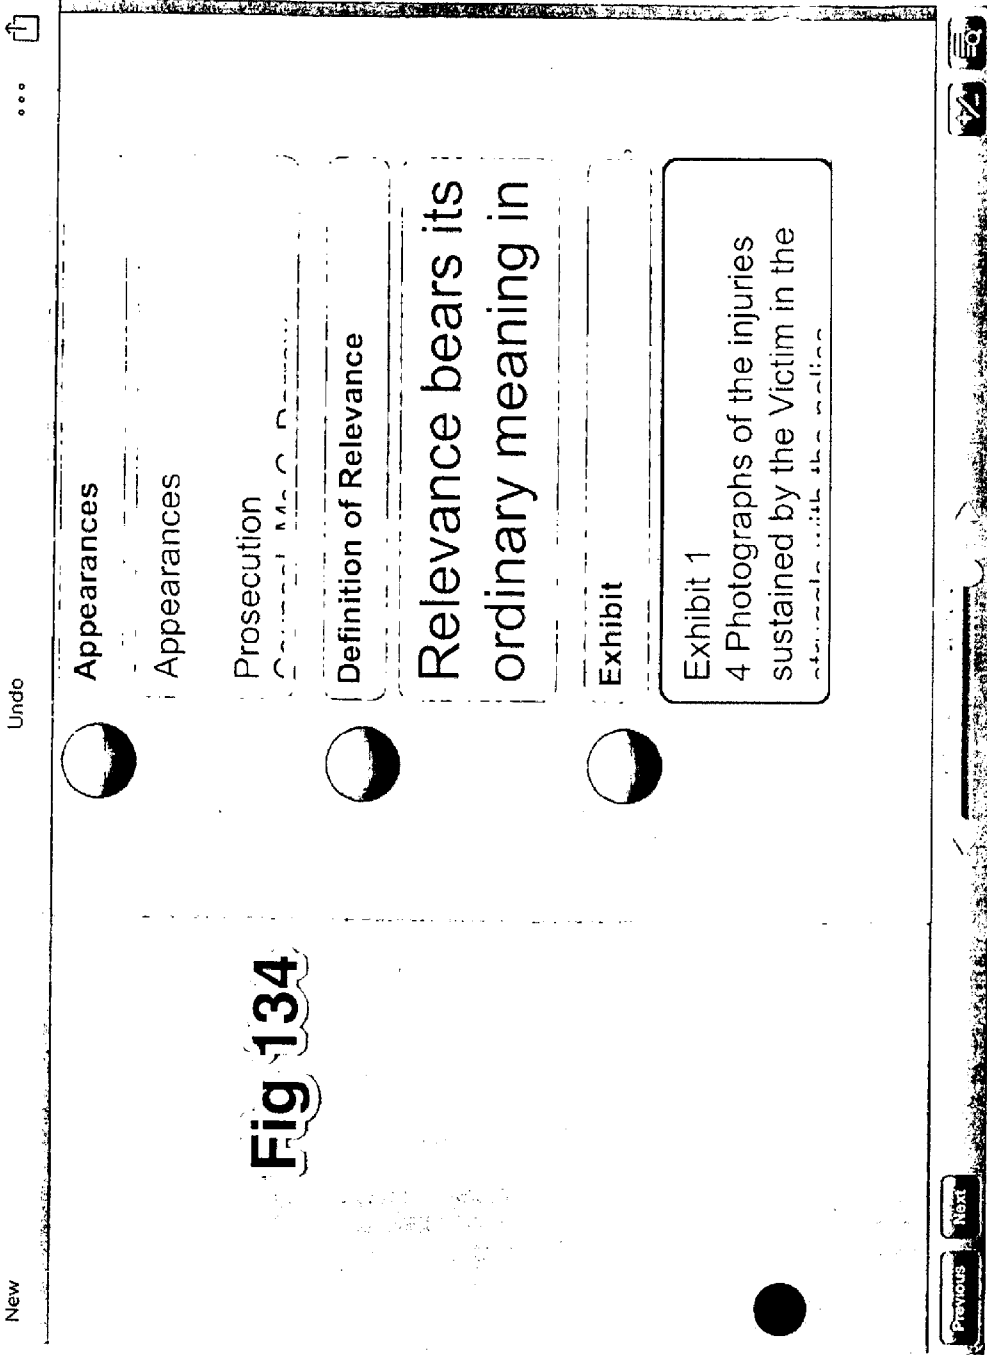 New
Undo
Fig 134
Appearances
Appearances
Prosecution
Definition of Relevance
Relevance bears its
ordinary meaning in
Exhibit
Exhibit 1
4 Photographs of the injuries
sustained by the Victim in the
Previous
Next
+/-